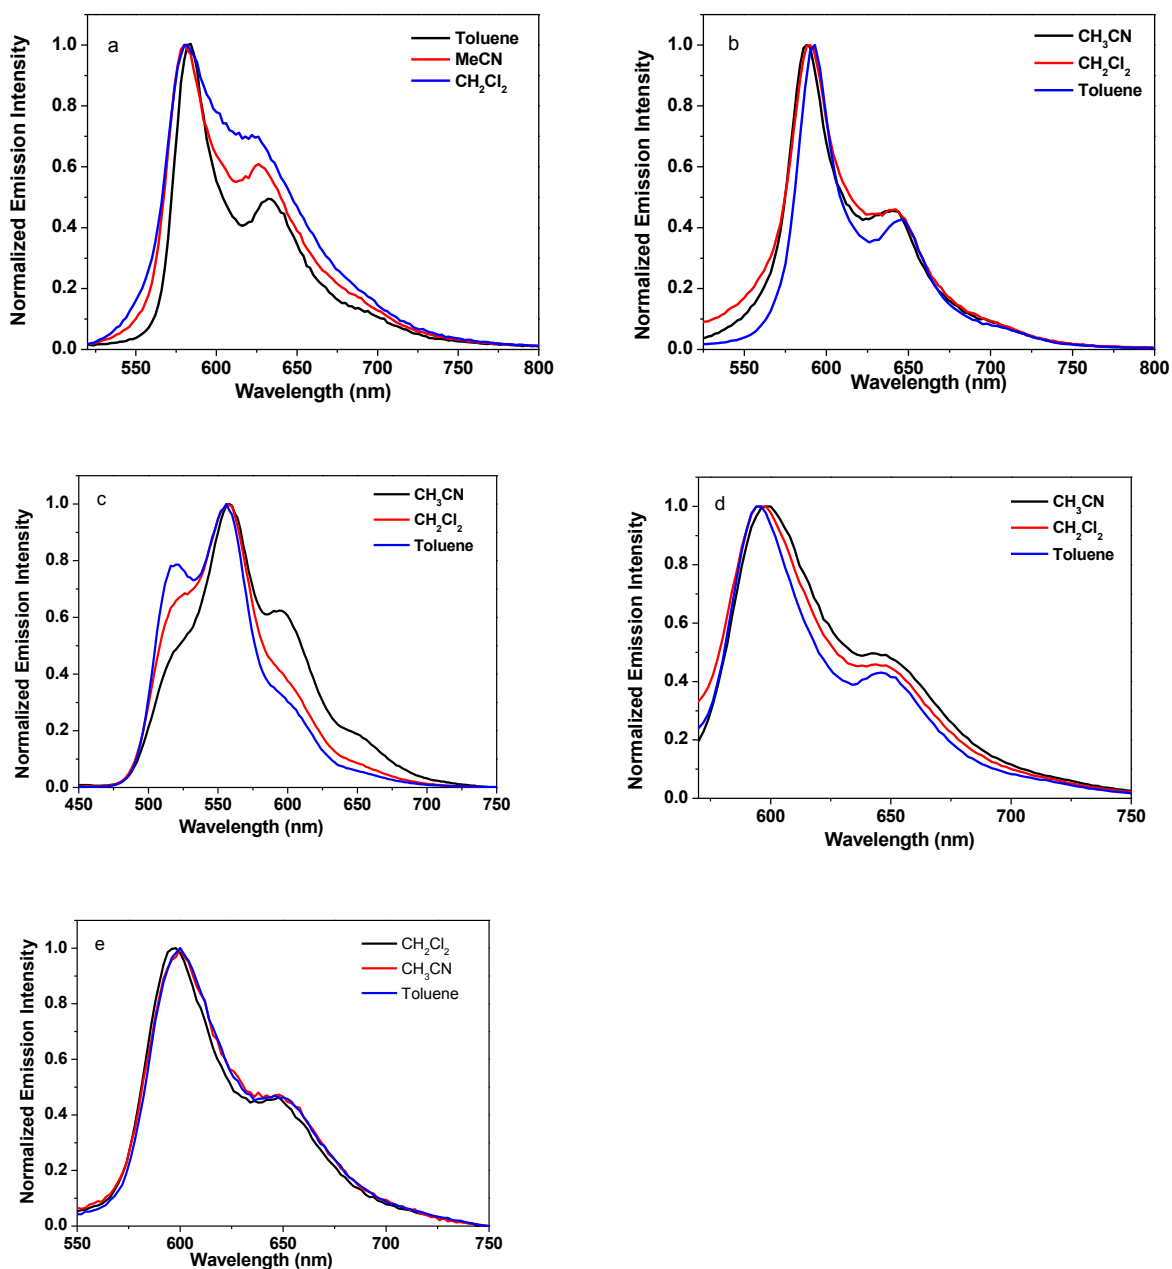 a
Toluene
MeCN
CH2Cl2
Normalized Emission Intensity
1.0
0.8
0.6
0.4
0.2
0.0
550 600 650 700 750 800
Wavelength (nm)
b
CH3CN
CH2Cl2
Toluene
Normalized Emission Intensity
1.0
0.8
0.6
0.4
0.2
0.0
550 600 650 700 750 800
Wavelength (nm)
c
CH3CN
CH2Cl2
Toluene
Normalized Emission Intensity
1.0
0.8
0.6
0.4
0.2
0.0
450 500 550 600 650 700 750
Wavelength (nm)
d
CH3CN
CH2Cl2
Toluene
Normalized Emission Intensity
1.0
0.8
0.6
0.4
0.2
0.0
600 650 700 750
Wavelength (nm)
e
CH2Cl2
CH3CN
Toluene
Normalized Emission Intensity
1.0
0.8
0.6
0.4
0.2
0.0
550 600 650 700 750
Wavelength (nm)